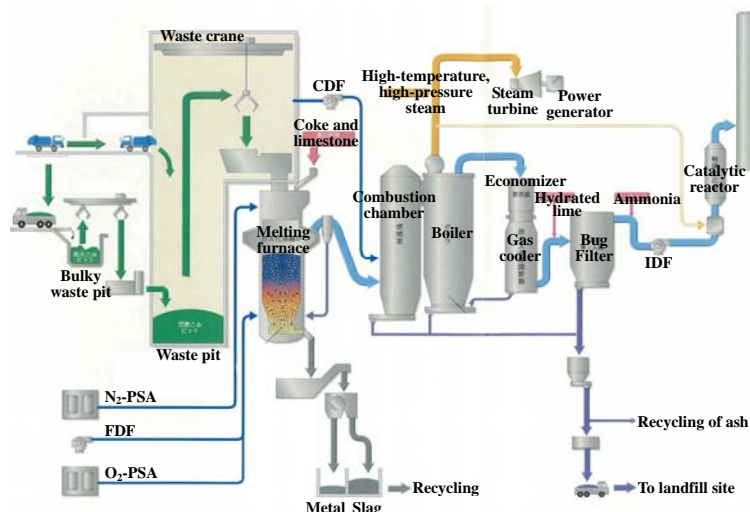 Waste crane
CDF
Coke and
limestone
High-temperature,
high-pressure
steam
Steam
turbine
Power
generator
Catalytic
reactor
Combustion
chamber
Boiler
Economizer
Hydrated
lime
Ammonia
Gas
cooler
Bug
Filter
IDF
Melting
furnace
Bulky
waste pit
Waste pit
N₂-PSA
FDF
O₂-PSA
Recycling of ash
To landfill site
Recycling
Metal Slag